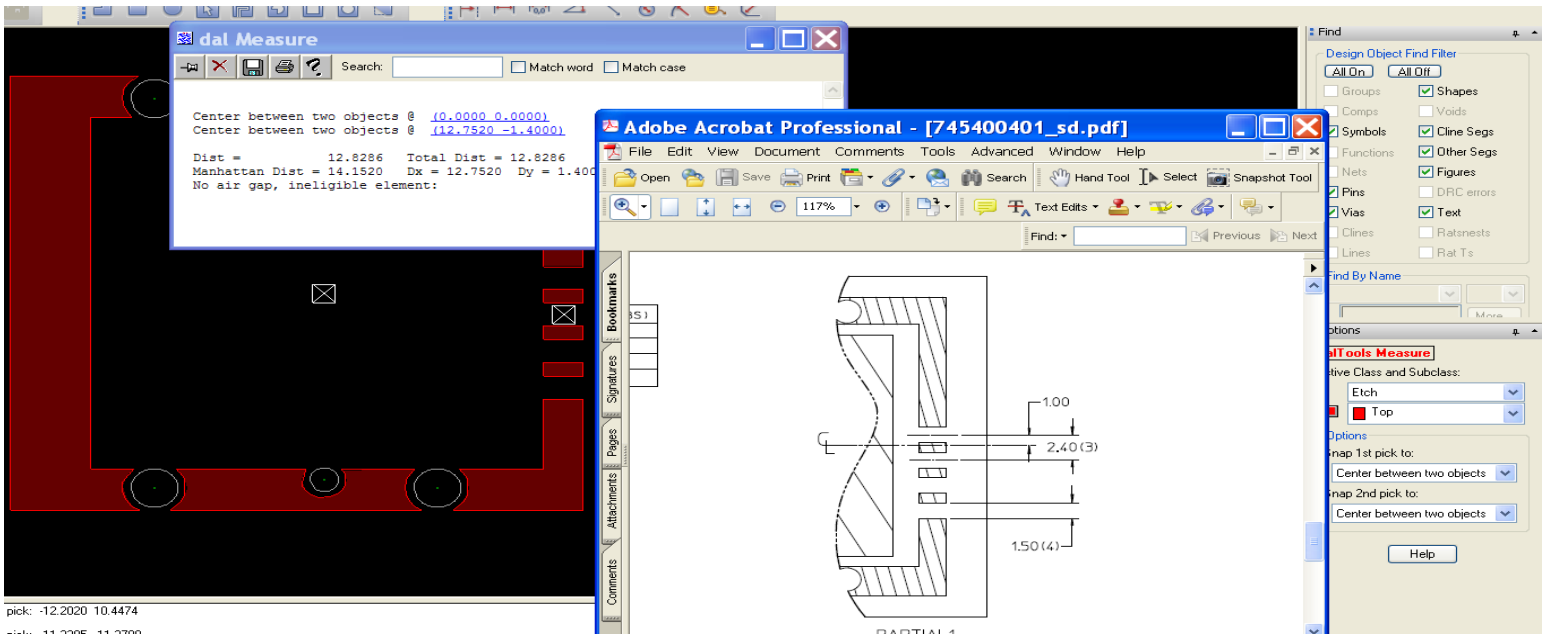 dal Measure
Search:
Match word
Match case
Center between two objects @ (0.0000 0.0000)
Center between two objects @ (12.7520 -1.4000)
Dist = 12.8286 Total Dist = 12.8286
Manhattan Dist = 14.1520 Dx = 12.7520 Dy = 1.400
No air gap, ineligible element:
Adobe Acrobat Professional - [745400401_sd.pdf]
File Edit View Document Comments Tools Advanced Window Help
Open Save Print Search Hand Tool Select Snapshot Tool
117% Text Edits
Find: Previous Next
Bookmarks
Signatures
Pages
Attachments
Comments
3S)
1.00
2.40(3)
1.50(4)
PARTIAL 1
Find
Design Object Find Filter
All On All Off
Groups Shapes
Comps Voids
Symbols Cline Segs
Functions Other Segs
Nets Figures
Pins DRC errors
Vias Text
Clines Ratsnests
Lines Rat Ts
Find By Name
More...
ptions
alTools Measure
tive Class and Subclass:
Etch
Top
Options
nap 1st pick to:
Center between two objects
nap 2nd pick to:
Center between two objects
Help
pick: -12.2020 10.4474